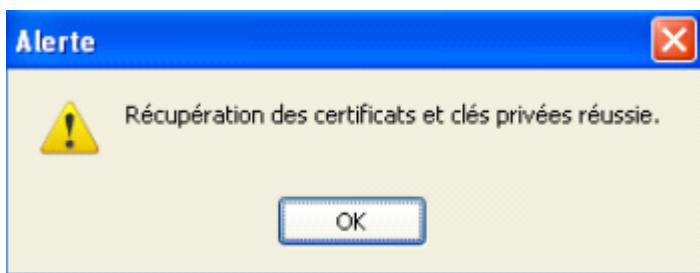 Alerte
Récupération des certificats et clés privées réussie.
OK